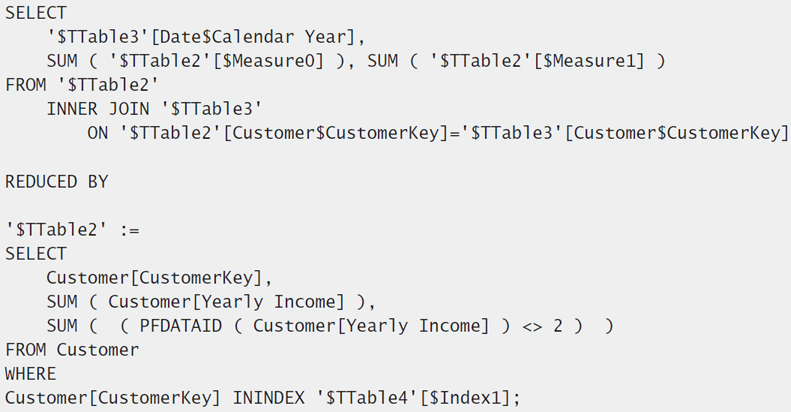 SELECT
'$TTable3'[Date$Calendar Year],
SUM ( '$TTable2'[$Measure0] ), SUM ( '$TTable2'[$Measure1] )
FROM '$TTable2'
INNER JOIN '$TTable3'
ON '$TTable2'[Customer$CustomerKey]='$TTable3'[Customer$CustomerKey]
REDUCED BY
'$TTable2' :=
SELECT
Customer[CustomerKey],
SUM ( Customer[Yearly Income] ),
SUM (  ( PFDATAID ( Customer[Yearly Income] ) <> 2 )  )
FROM Customer
WHERE
Customer[CustomerKey] ININDEX '$TTable4'[$Index1];